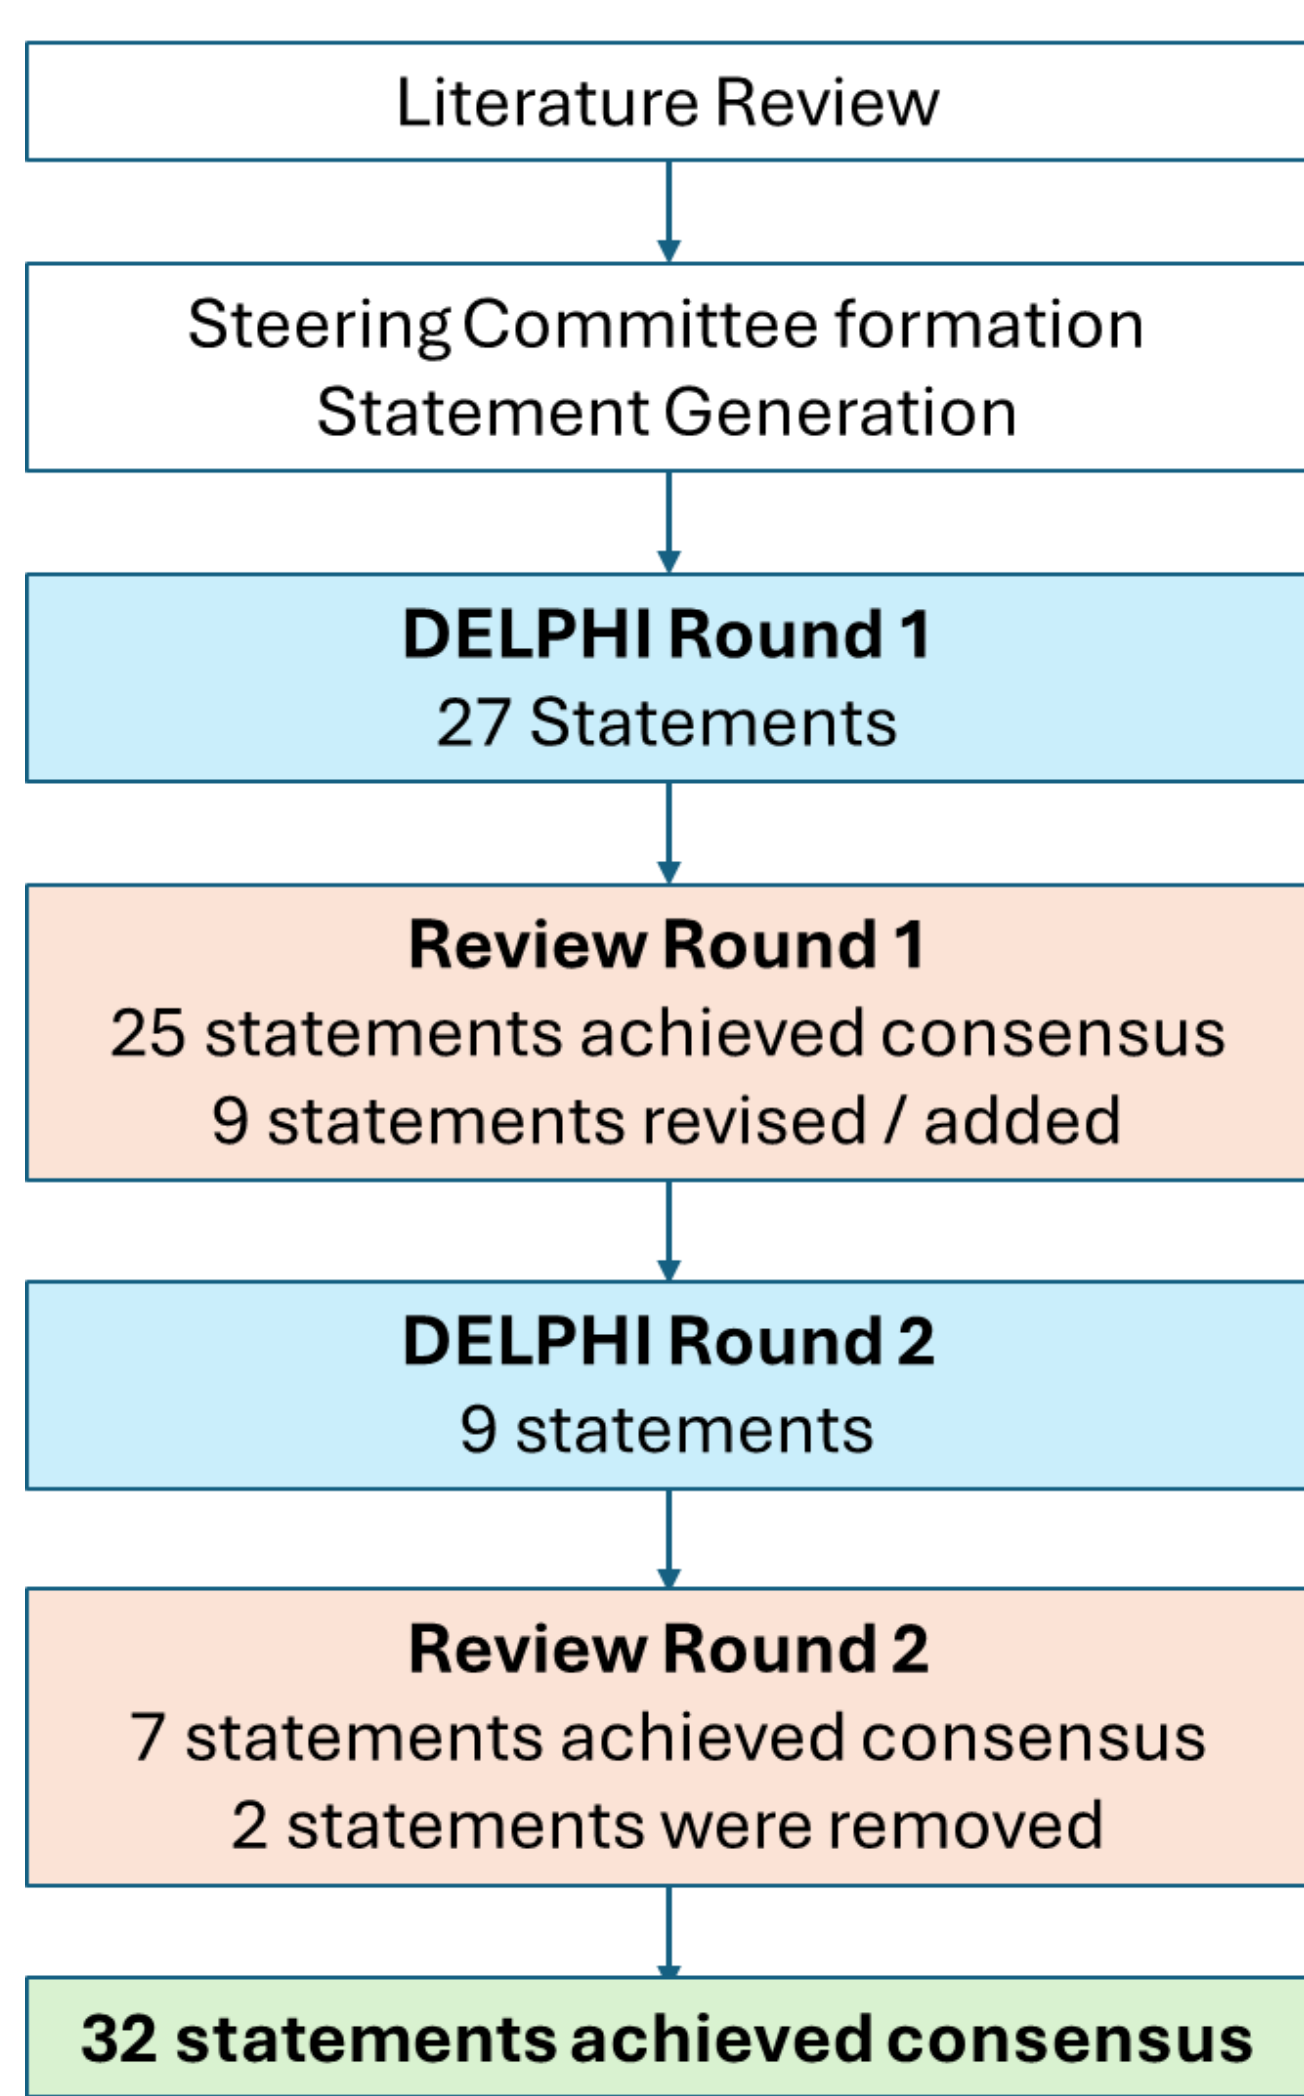 Literature Review
Steering Committee formation
Statement Generation
DELPHI Round 1
27 Statements
Review Round 1
25 statements achieved consensus
9 statements revised / added
DELPHI Round 2
9 statements
Review Round 2
7 statements achieved consensus
2 statements were removed
32 statements achieved consensus